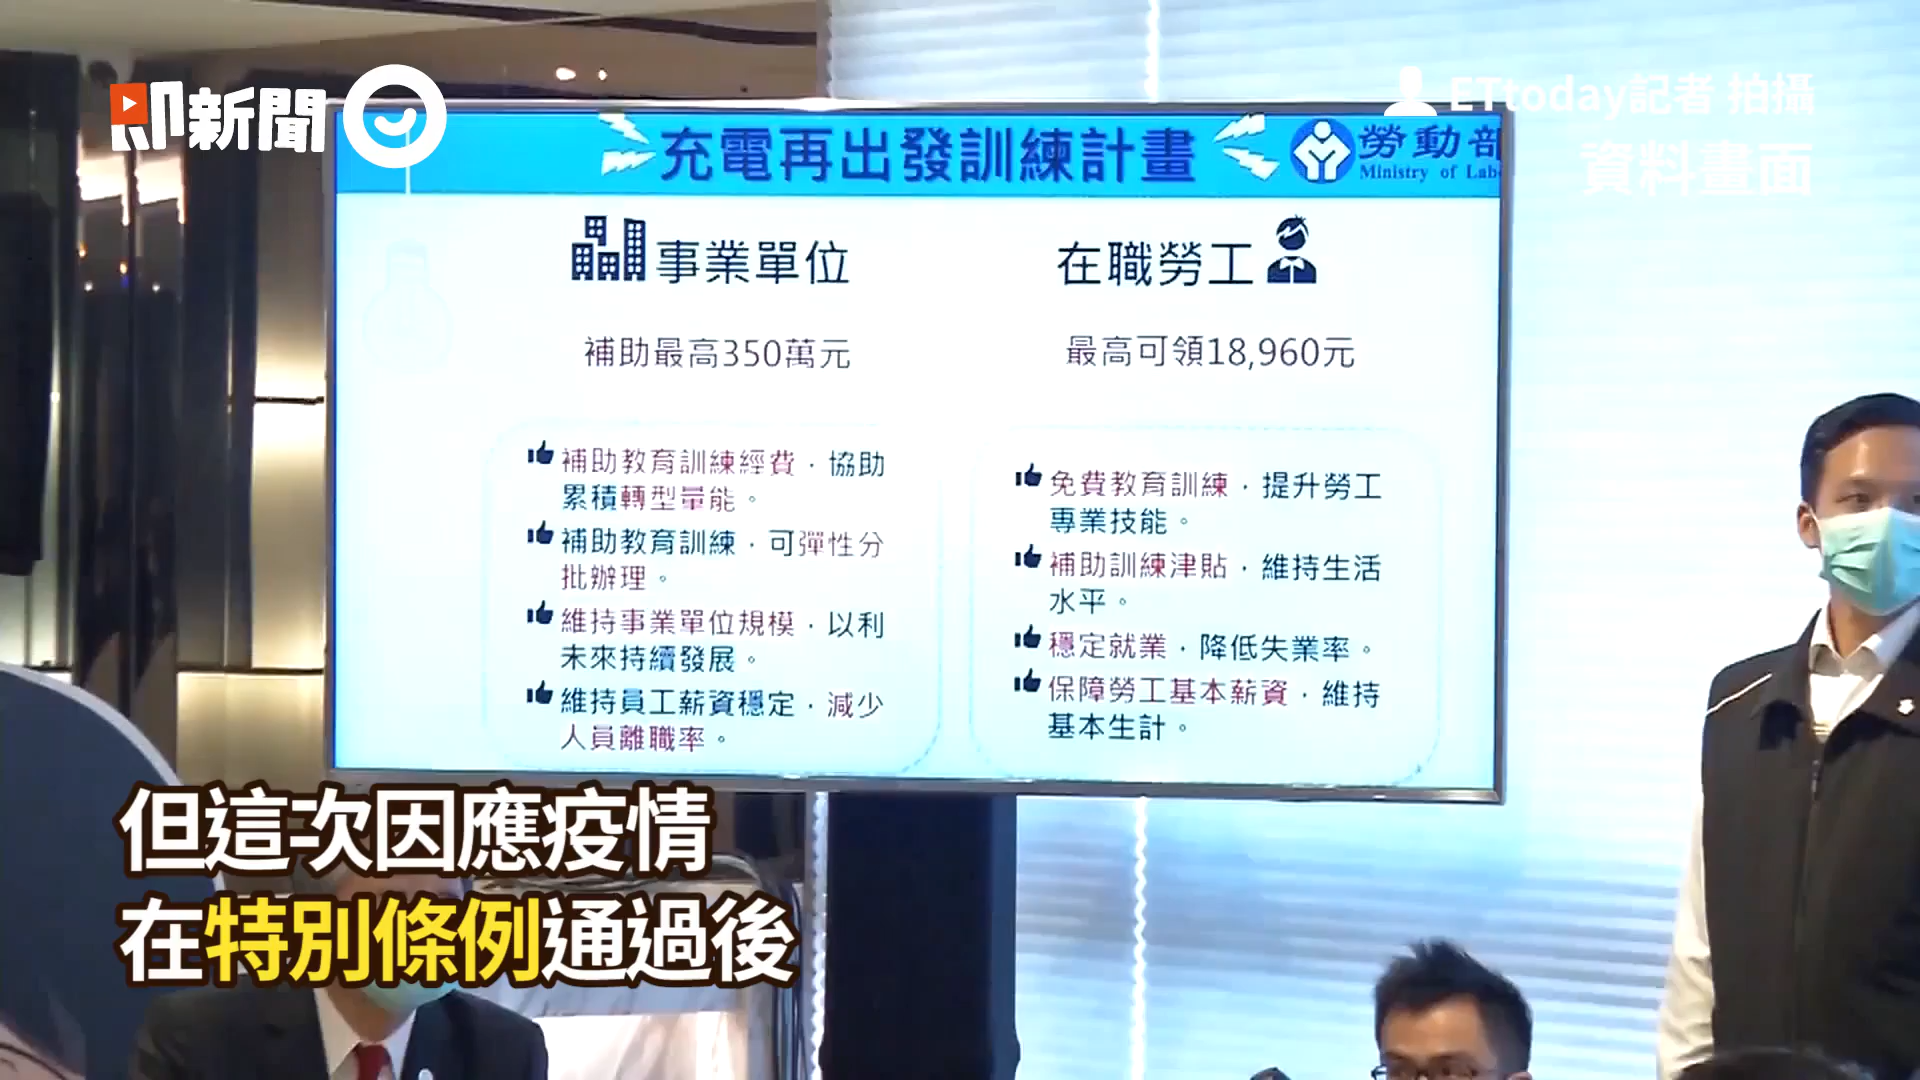 即新聞
ETtoday記者 拍攝
資料畫面
充電再出發訓練計畫
勞動部
Ministry of Lab
事業單位
補助最高350萬元
補助教育訓練經費，協助
累積轉型量能。
補助教育訓練，可彈性分
批辦理。
維持事業單位規模，以利
未來持續發展。
維持員工薪資穩定，減少
人員離職率。
在職勞工
最高可領18,960元
免費教育訓練，提升勞工
專業技能。
補助訓練津貼，維持生活
水平。
穩定就業，降低失業率。
保障勞工基本薪資，維持
基本生計。
但這次因應疫情
在特別條例通過後